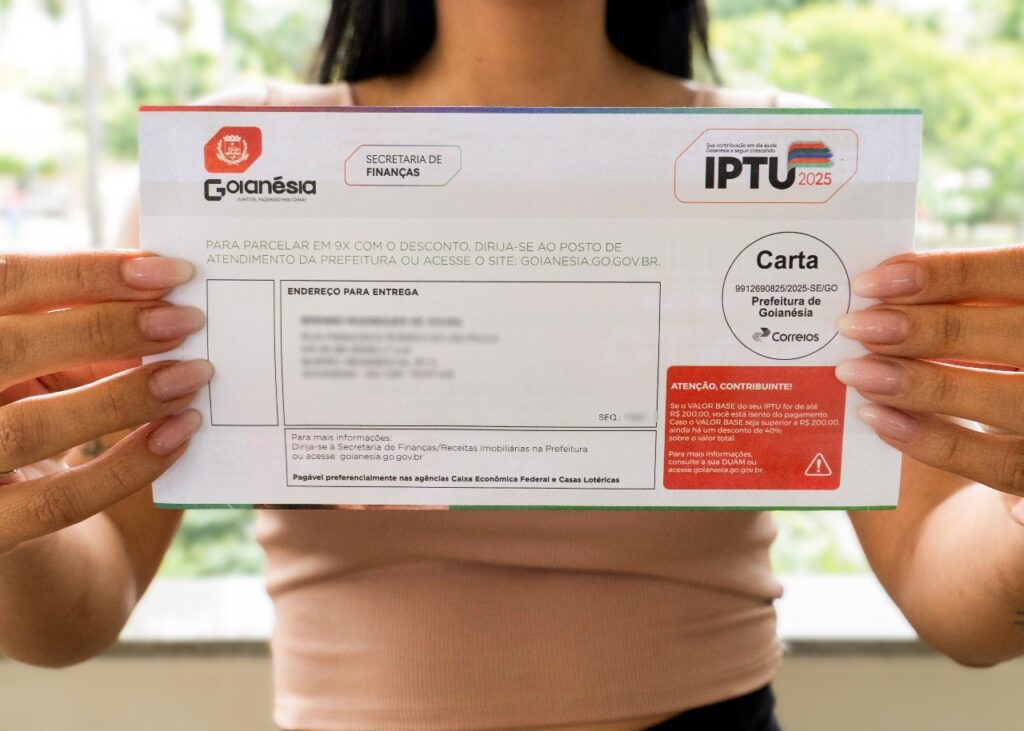 GOIANÉSIA
JUNTOS, FAZENDO HISTÓRIA!
SECRETARIA DE
FINANÇAS
Sua contribuição em dia ajuda
Goianésia a seguir crescendo
IPTU
2025
PARA PARCELAR EM 9X COM O DESCONTO, DIRIJA-SE AO POSTO DE
ATENDIMENTO DA PREFEITURA OU ACESSE O SITE: GOIANESIA.GO.GOV.BR.
ENDEREÇO PARA ENTREGA
SEQ.:
Para mais informações:
Dirija-se à Secretaria de Finanças/Receitas Imobiliárias na Prefeitura
ou acesse: goianesia.go.gov.br
Pagável preferencialmente nas agências Caixa Econômica Federal e Casas Lotéricas
Carta
9912690825/2025-SE/GO
Prefeitura de
Goianésia
Correios
ATENÇÃO, CONTRIBUINTE!
Se o VALOR BASE do seu IPTU for de até
R$ 200,00, você está isento do pagamento.
Caso o VALOR BASE seja superior a R$ 200,00,
ainda há um desconto de 40%
sobre o valor total.
Para mais informações,
consulte a sua DUAM ou
acesse goianesia.go.gov.br.